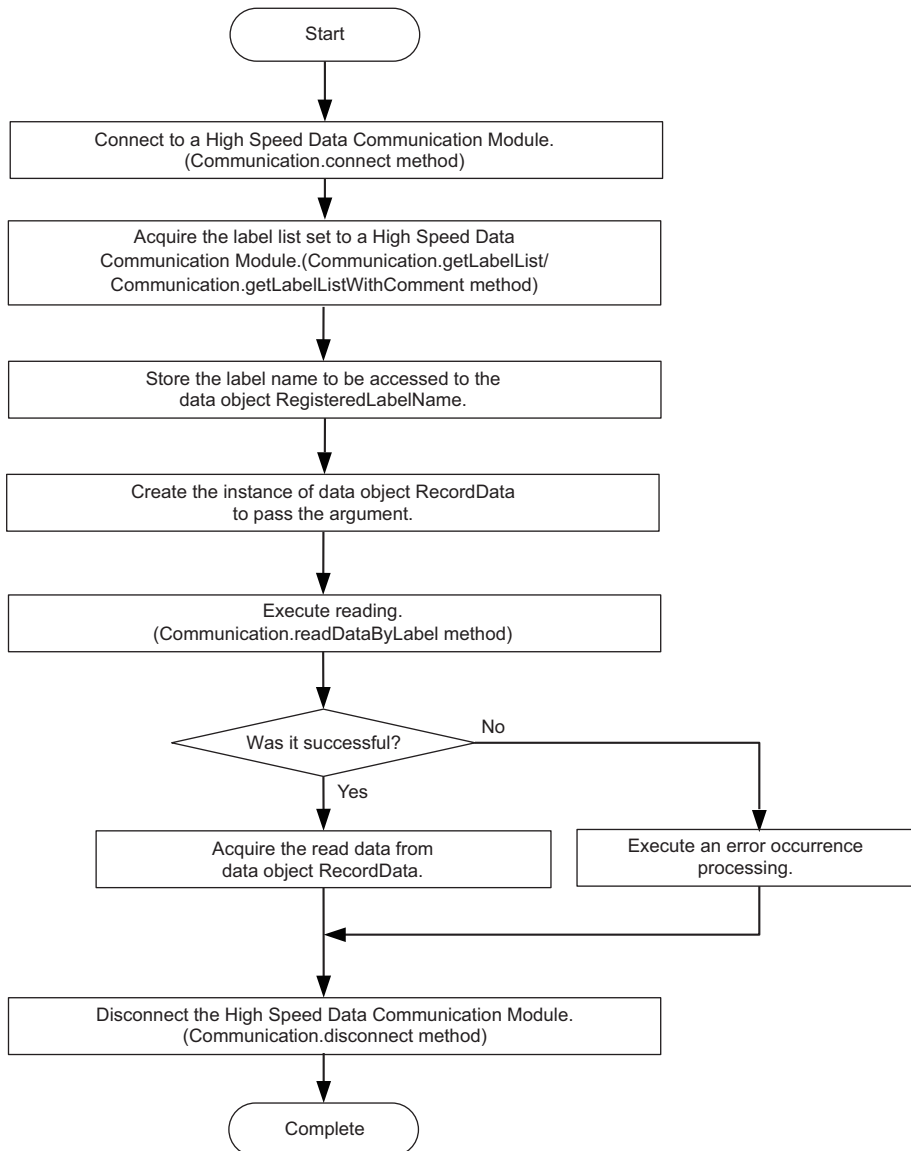 Start
Connect to a High Speed Data Communication Module.
(Communication.connect method)
Acquire the label list set to a High Speed Data
Communication Module.(Communication.getLabelList/
Communication.getLabelListWithComment method)
Store the label name to be accessed to the
data object RegisteredLabelName.
Create the instance of data object RecordData
to pass the argument.
Execute reading.
(Communication.readDataByLabel method)
Was it successful?
No
Yes
Acquire the read data from
data object RecordData.
Execute an error occurrence
processing.
Disconnect the High Speed Data Communication Module.
(Communication.disconnect method)
Complete